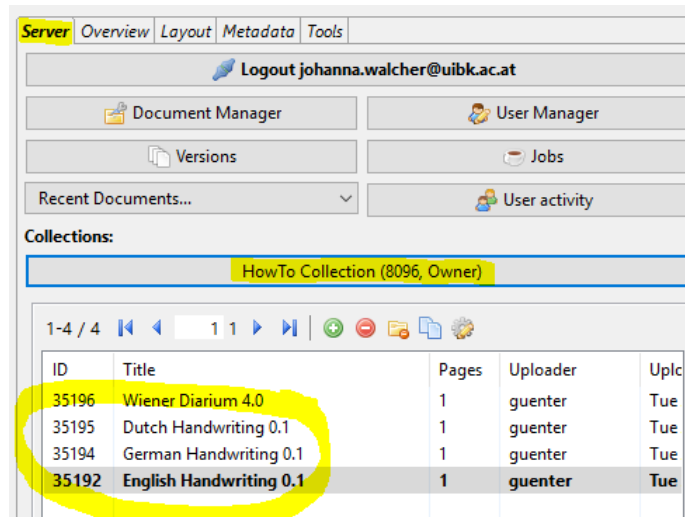 Server Overview Layout Metadata Tools
Logout johanna.walcher@uibk.ac.at
Document Manager User Manager
Versions Jobs
Recent Documents... User activity
Collections:
HowTo Collection (8096, Owner)
1-4 / 4 1 1
ID Title Pages Uploader Uplc
35196 Wiener Diarium 4.0 1 guenter Tue
35195 Dutch Handwriting 0.1 1 guenter Tue
35194 German Handwriting 0.1 1 guenter Tue
35192 English Handwriting 0.1 1 guenter Tue